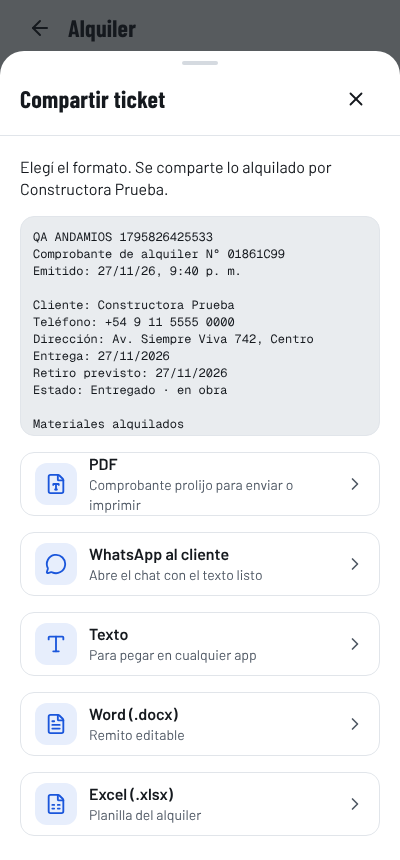 Alquiler
Compartir ticket
Elegí el formato. Se comparte lo alquilado por
Constructora Prueba.
QA ANDAMIOS 1795826425533
Comprobante de alquiler N° 01861C99
Emitido: 27/11/26, 9:40 p. m.
Cliente: Constructora Prueba
Teléfono: +54 9 11 5555 0000
Dirección: Av. Siempre Viva 742, Centro
Entrega: 27/11/2026
Retiro previsto: 27/11/2026
Estado: Entregado · en obra
Materiales alquilados
PDF
Comprobante prolijo para enviar o
imprimir
WhatsApp al cliente
Abre el chat con el texto listo
Texto
Para pegar en cualquier app
Word (.docx)
Remito editable
Excel (.xlsx)
Planilla del alquiler